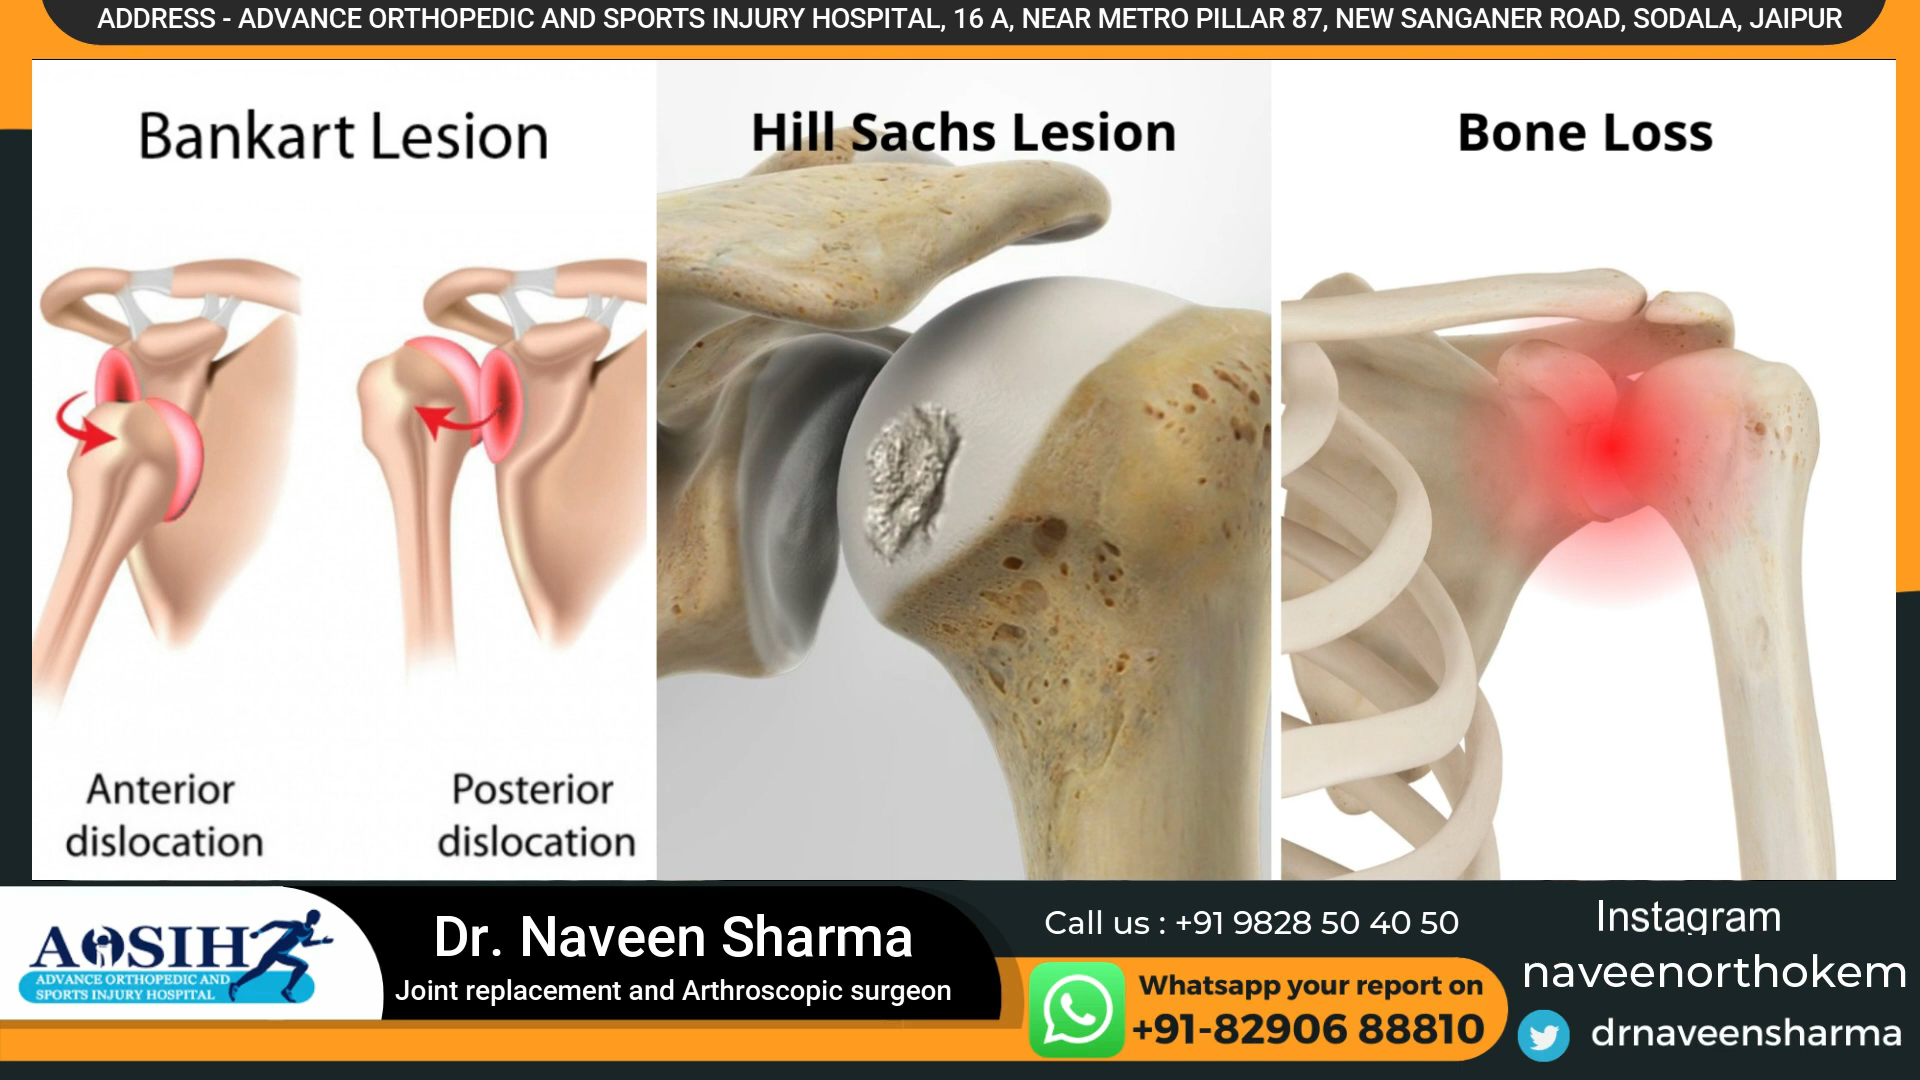 ADDRESS - ADVANCE ORTHOPEDIC AND SPORTS INJURY HOSPITAL, 16 A, NEAR METRO PILLAR 87, NEW SANGANER ROAD, SODALA, JAIPUR
Bankart Lesion
Hill Sachs Lesion
Bone Loss
Anterior
dislocation
Posterior
dislocation
AOSIH
ADVANCE ORTHOPEDIC AND
SPORTS INJURY HOSPITAL
Dr. Naveen Sharma
Joint replacement and Arthroscopic surgeon
Call us : +91 9828 50 40 50
Whatsapp your report on
+91-82906 88810
Instagram
naveenorthokem
drnaveensharma